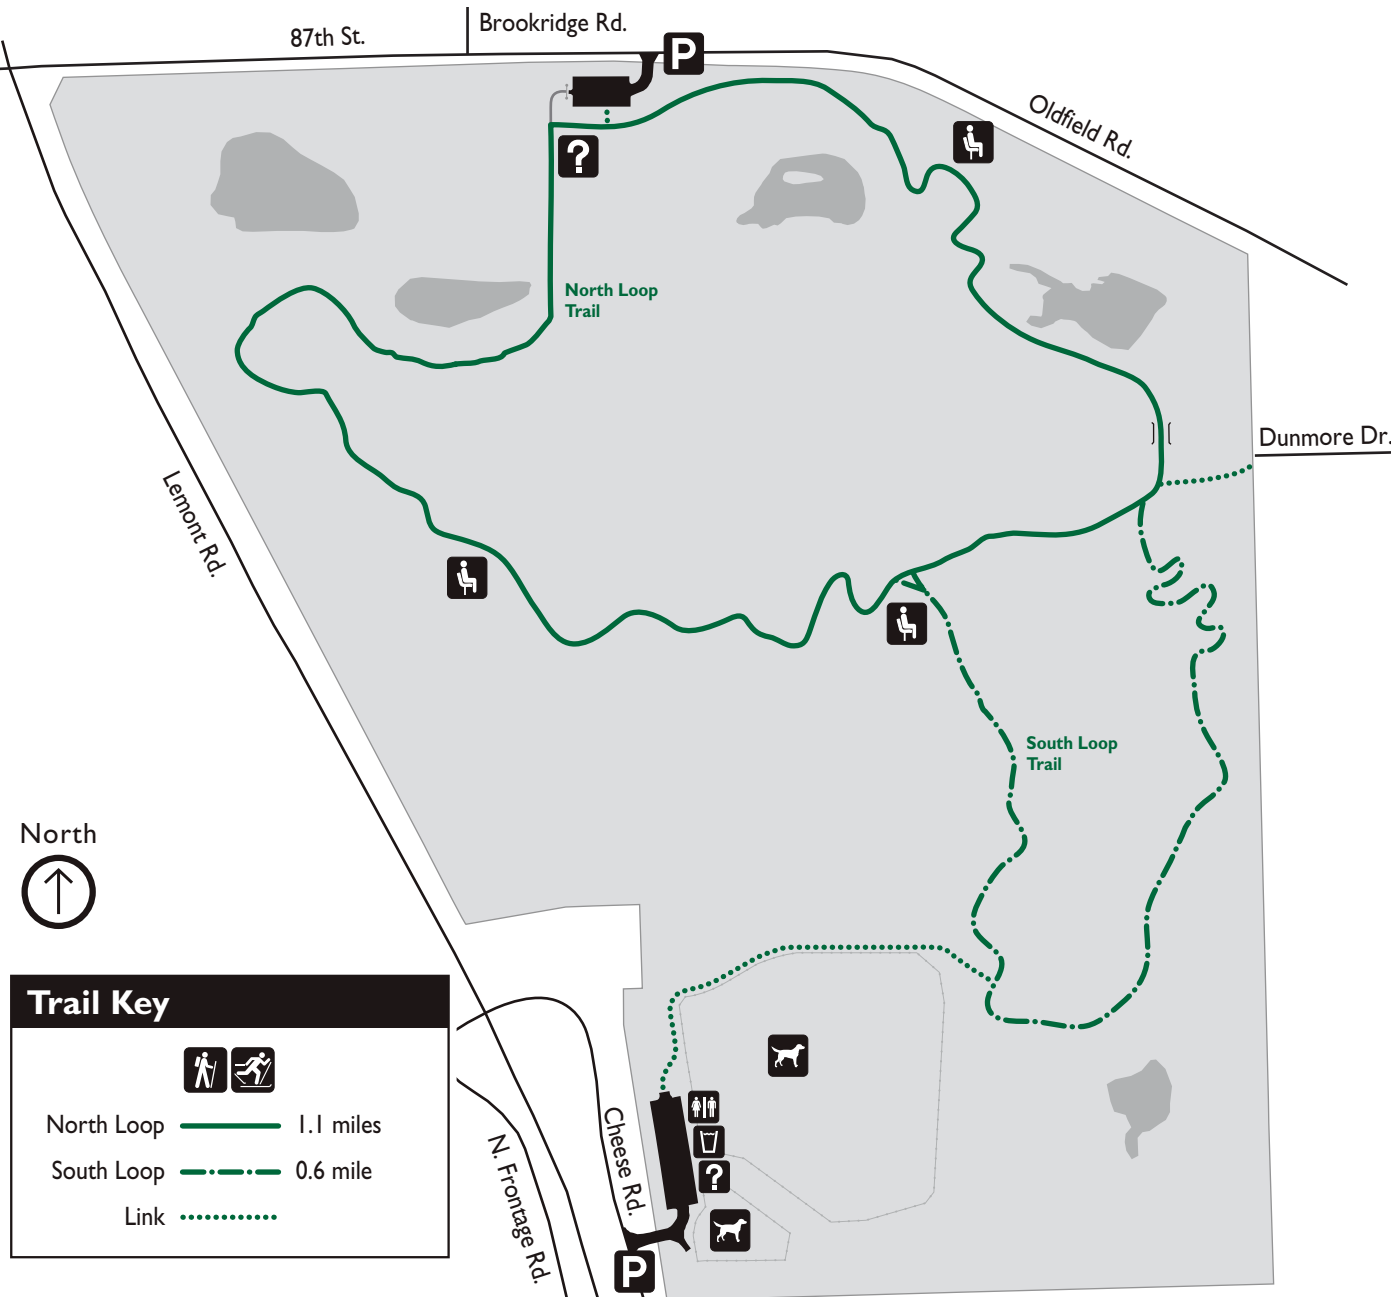 Brookridge Rd.
87th St.
P
Oldfield Rd.
?
North Loop
Trail
Dunmore Dr.
Lemont Rd.
South Loop
Trail
North
Trail Key
North Loop 1.1 miles
South Loop 0.6 mile
Link
Cheese Rd.
N. Frontage Rd.
?
P